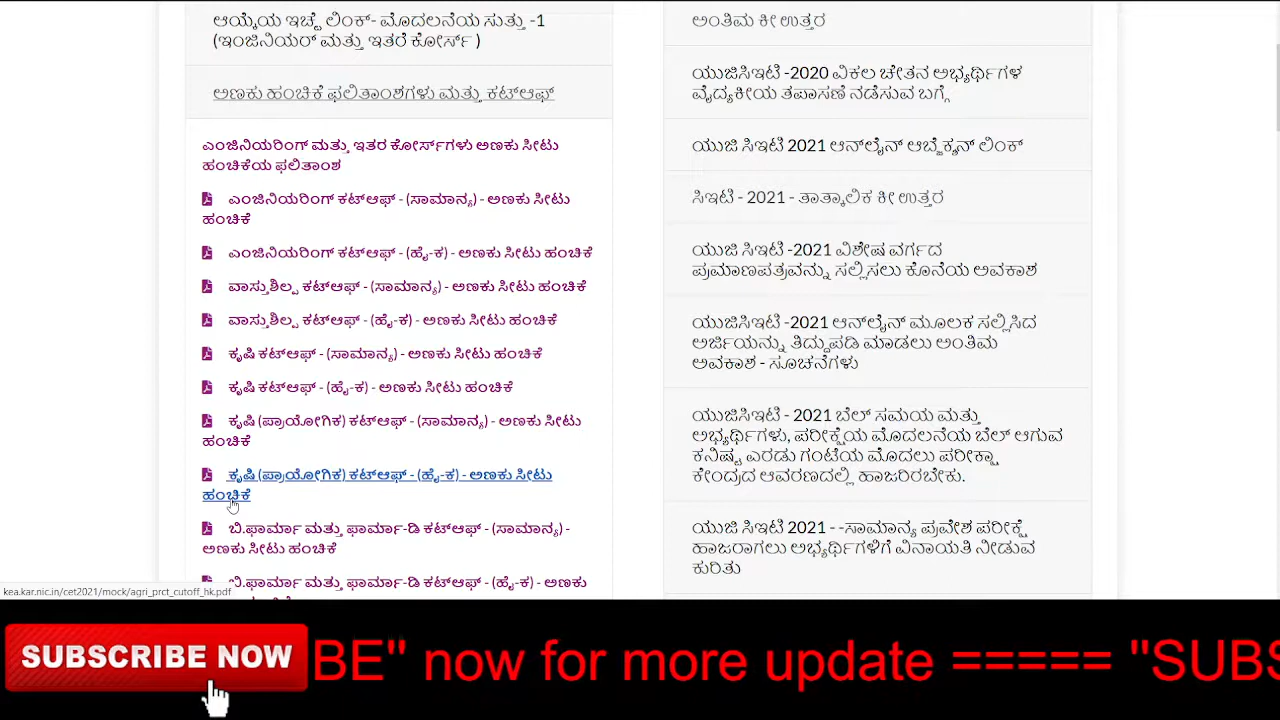 ಆಯ್ಕೆಯ ಇಚ್ಛೆ ಲಿಂಕ್- ಮೊದಲನೆಯ ಸುತ್ತು -1
(ಇಂಜಿನಿಯರ್ ಮತ್ತು ಇತರೆ ಕೋರ್ಸ್ )
ಅಣಕು ಹಂಚಿಕೆ ಫಲಿತಾಂಶಗಳು ಮತ್ತು ಕಟ್ಆಫ್
ಎಂಜಿನಿಯರಿಂಗ್ ಮತ್ತು ಇತರ ಕೋರ್ಸ್‌ಗಳು ಅಣಕು ಸೀಟು
ಹಂಚಿಕೆಯ ಫಲಿತಾಂಶ
ಎಂಜಿನಿಯರಿಂಗ್ ಕಟ್ಆಫ್ - (ಸಾಮಾನ್ಯ) - ಅಣಕು ಸೀಟು
ಹಂಚಿಕೆ
ಎಂಜಿನಿಯರಿಂಗ್ ಕಟ್ಆಫ್ - (ಹೈ-ಕ) - ಅಣಕು ಸೀಟು ಹಂಚಿಕೆ
ವಾಸ್ತುಶಿಲ್ಪ ಕಟ್ಆಫ್ - (ಸಾಮಾನ್ಯ) - ಅಣಕು ಸೀಟು ಹಂಚಿಕೆ
ವಾಸ್ತುಶಿಲ್ಪ ಕಟ್ಆಫ್ - (ಹೈ-ಕ) - ಅಣಕು ಸೀಟು ಹಂಚಿಕೆ
ಕೃಷಿ ಕಟ್ಆಫ್ - (ಸಾಮಾನ್ಯ) - ಅಣಕು ಸೀಟು ಹಂಚಿಕೆ
ಕೃಷಿ ಕಟ್ಆಫ್ - (ಹೈ-ಕ) - ಅಣಕು ಸೀಟು ಹಂಚಿಕೆ
ಕೃಷಿ (ಪ್ರಾಯೋಗಿಕ) ಕಟ್ಆಫ್ - (ಸಾಮಾನ್ಯ) - ಅಣಕು ಸೀಟು
ಹಂಚಿಕೆ
ಕೃಷಿ (ಪ್ರಾಯೋಗಿಕ) ಕಟ್ಆಫ್ - (ಹೈ-ಕ) - ಅಣಕು ಸೀಟು
ಹಂಚಿಕೆ
ಬಿ.ಫಾರ್ಮಾ ಮತ್ತು ಫಾರ್ಮಾ-ಡಿ ಕಟ್ಆಫ್ - (ಸಾಮಾನ್ಯ) -
ಅಣಕು ಸೀಟು ಹಂಚಿಕೆ
ಬಿ.ಫಾರ್ಮಾ ಮತ್ತು ಫಾರ್ಮಾ-ಡಿ ಕಟ್ಆಫ್ - (ಹೈ-ಕ) - ಅಣಕು
ಅಂತಿಮ ಕೀ ಉತ್ತರ
ಯುಜಿಸಿಇಟಿ -2020 ವಿಕಲ ಚೇತನ ಅಭ್ಯರ್ಥಿಗಳ
ವೈದ್ಯಕೀಯ ತಪಾಸಣೆ ನಡೆಸುವ ಬಗ್ಗೆ
ಯುಜಿ ಸಿಇಟಿ 2021 ಆನ್‌ಲೈನ್ ಆಬ್ಜೆಕ್ಷನ್ ಲಿಂಕ್
ಸಿಇಟಿ - 2021 - ತಾತ್ಕಾಲಿಕ ಕೀ ಉತ್ತರ
ಯುಜಿ ಸಿಇಟಿ -2021 ವಿಶೇಷ ವರ್ಗದ
ಪ್ರಮಾಣಪತ್ರವನ್ನು ಸಲ್ಲಿಸಲು ಕೊನೆಯ ಅವಕಾಶ
ಯುಜಿಸಿಇಟಿ -2021 ಆನ್‌ಲೈನ್ ಮೂಲಕ ಸಲ್ಲಿಸಿದ
ಅರ್ಜಿಯನ್ನು ತಿದ್ದುಪಡಿ ಮಾಡಲು ಅಂತಿಮ
ಅವಕಾಶ - ಸೂಚನೆಗಳು
ಯುಜಿಸಿಇಟಿ - 2021 ಬೆಲ್ ಸಮಯ ಮತ್ತು
ಅಭ್ಯರ್ಥಿಗಳು, ಪರೀಕ್ಷೆಯ ಮೊದಲನೆಯ ಬೆಲ್ ಆಗುವ
ಕನಿಷ್ಠ ಎರಡು ಗಂಟೆಯ ಮೊದಲು ಪರೀಕ್ಷಾ
ಕೇಂದ್ರದ ಆವರಣದಲ್ಲಿ ಹಾಜರಿರಬೇಕು.
ಯುಜಿ ಸಿಇಟಿ 2021 - -ಸಾಮಾನ್ಯ ಪ್ರವೇಶ ಪರೀಕ್ಷೆ
ಹಾಜರಾಗಲು ಅಭ್ಯರ್ಥಿಗಳಿಗೆ ವಿನಾಯತಿ ನೀಡುವ
ಕುರಿತು
kea.kar.nic.in/cet2021/mock/agri_prct_cutoff_hk.pdf
SUBSCRIBE NOW
BE" now for more update ===== "SUBS